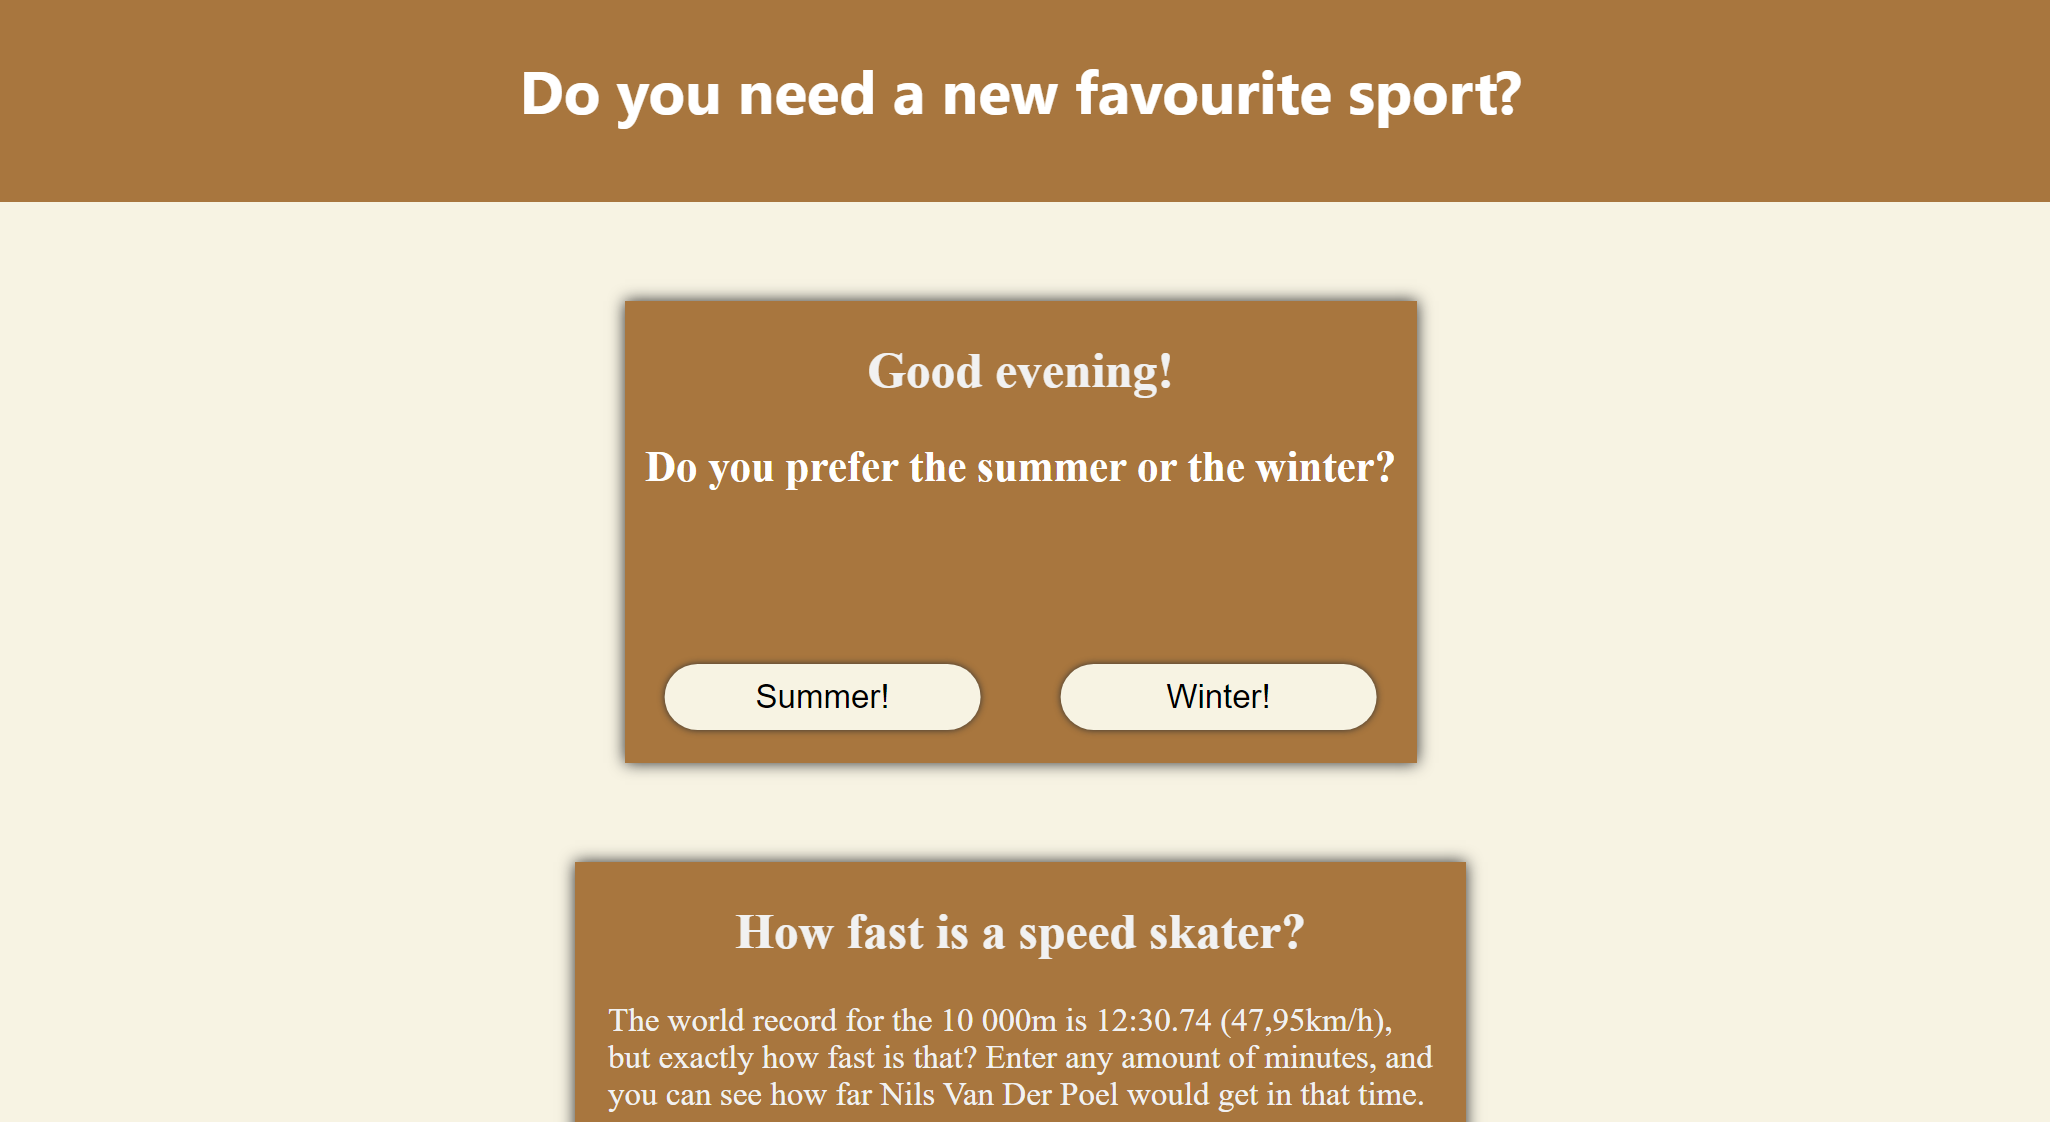 Do you need a new favourite sport?
Good evening!
Do you prefer the summer or the winter?
Summer!
Winter!
How fast is a speed skater?
The world record for the 10 000m is 12:30.74 (47,95km/h),
but exactly how fast is that? Enter any amount of minutes, and
you can see how far Nils Van Der Poel would get in that time.